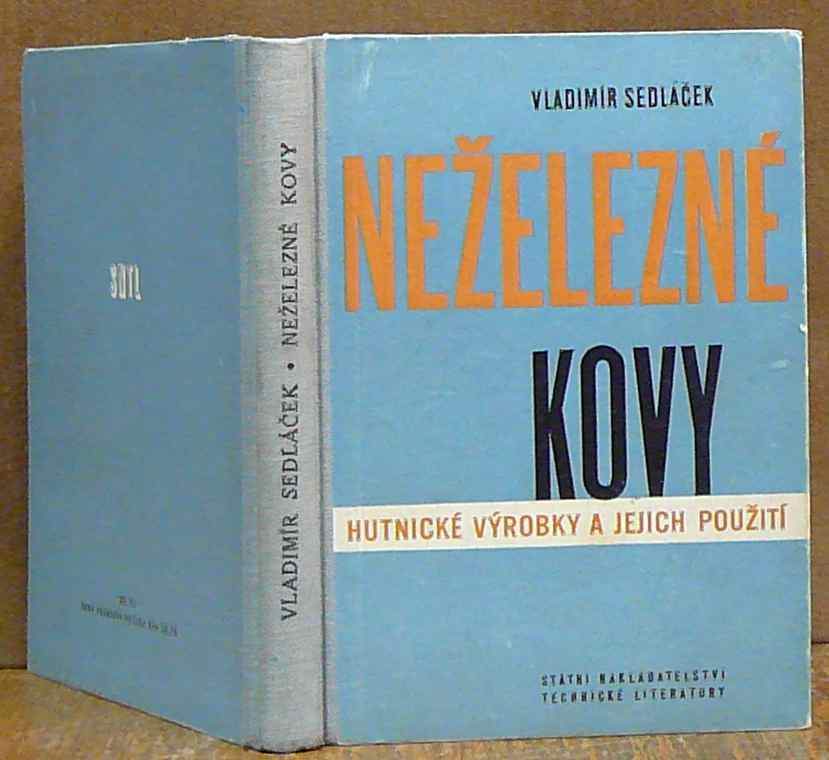 VLADIMÍR SEDLÁČEK
NEŽELEZNÉ
KOVY
HUTNICKÉ VÝROBKY A JEJICH POUŽITÍ
STÁTNÍ NAKLADATELSTVÍ
TECHNICKÉ LITERATURY
VLADIMÍR SEDLÁČEK • NEŽELEZNÉ KOVY
SNTL